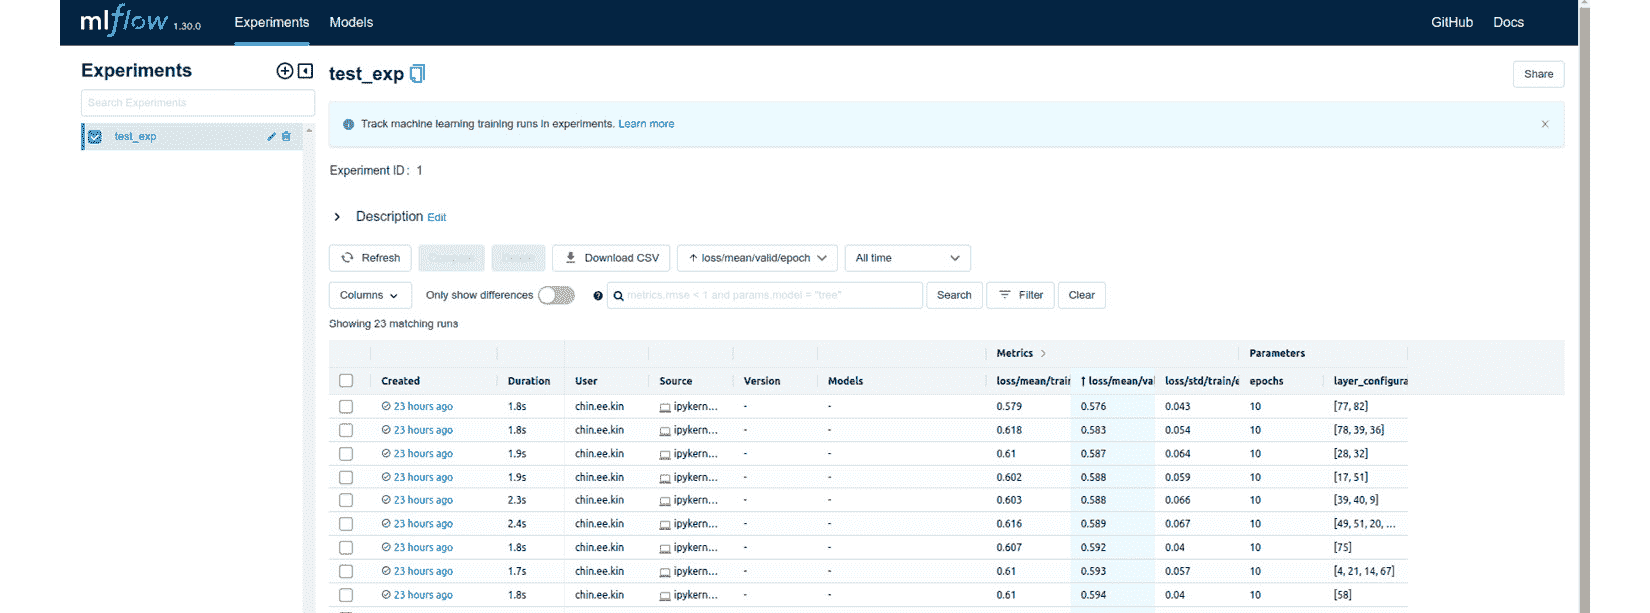 mlflow 1.30.0 Experiments Models GitHub Docs
Experiments
Search Experiments
test_exp
test_exp
Share
Track machine learning training runs in experiments. Learn more
Experiment ID: 1
Description Edit
Refresh Compare Delete Download CSV ↑ loss/mean/valid/epoch All time
Columns Only show differences metrics.rmse < 1 and params.model = "tree" Search Filter Clear
Showing 23 matching runs
Metrics Parameters
Created Duration User Source Version Models loss/mean/train ↑ loss/mean/val loss/std/train/e epochs layer_configura
23 hours ago 1.8s chin.ee.kin ipykern... - - 0.579 0.576 0.043 10 [77, 82]
23 hours ago 1.8s chin.ee.kin ipykern... - - 0.618 0.583 0.054 10 [78, 39, 36]
23 hours ago 1.9s chin.ee.kin ipykern... - - 0.61 0.587 0.064 10 [28, 32]
23 hours ago 1.9s chin.ee.kin ipykern... - - 0.602 0.588 0.059 10 [17, 51]
23 hours ago 2.3s chin.ee.kin ipykern... - - 0.603 0.588 0.066 10 [39, 40, 9]
23 hours ago 2.4s chin.ee.kin ipykern... - - 0.616 0.589 0.067 10 [49, 51, 20, ...
23 hours ago 1.8s chin.ee.kin ipykern... - - 0.607 0.592 0.04 10 [75]
23 hours ago 1.7s chin.ee.kin ipykern... - - 0.61 0.593 0.057 10 [4, 21, 14, 67]
23 hours ago 1.8s chin.ee.kin ipykern... - - 0.61 0.594 0.04 10 [58]